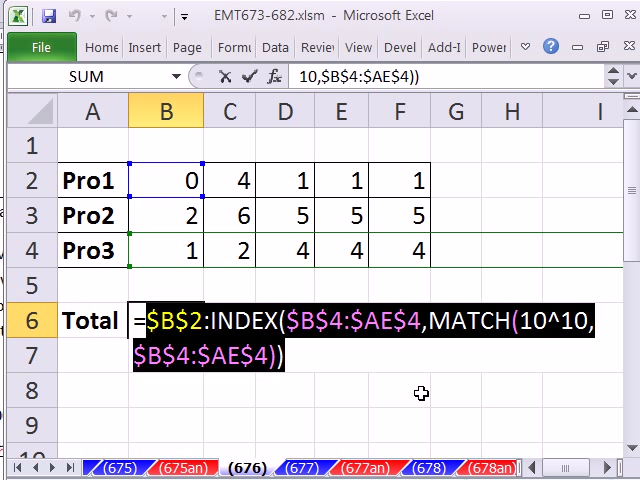 EMT673-682.xlsm - Microsoft Excel
File Home Insert Page Formu Data Review View Devel Add-I Power
SUM fx 10,$B$4:$AE$4))
A B C D E F G H I
1
2 Pro1 0 4 1 1 1
3 Pro2 2 6 5 5 5
4 Pro3 1 2 4 4 4
5
6 Total =$B$2:INDEX($B$4:$AE$4,MATCH(10^10,
7 $B$4:$AE$4))
8
9
10
(675) (675an) (676) (677) (677an) (678) (678an)